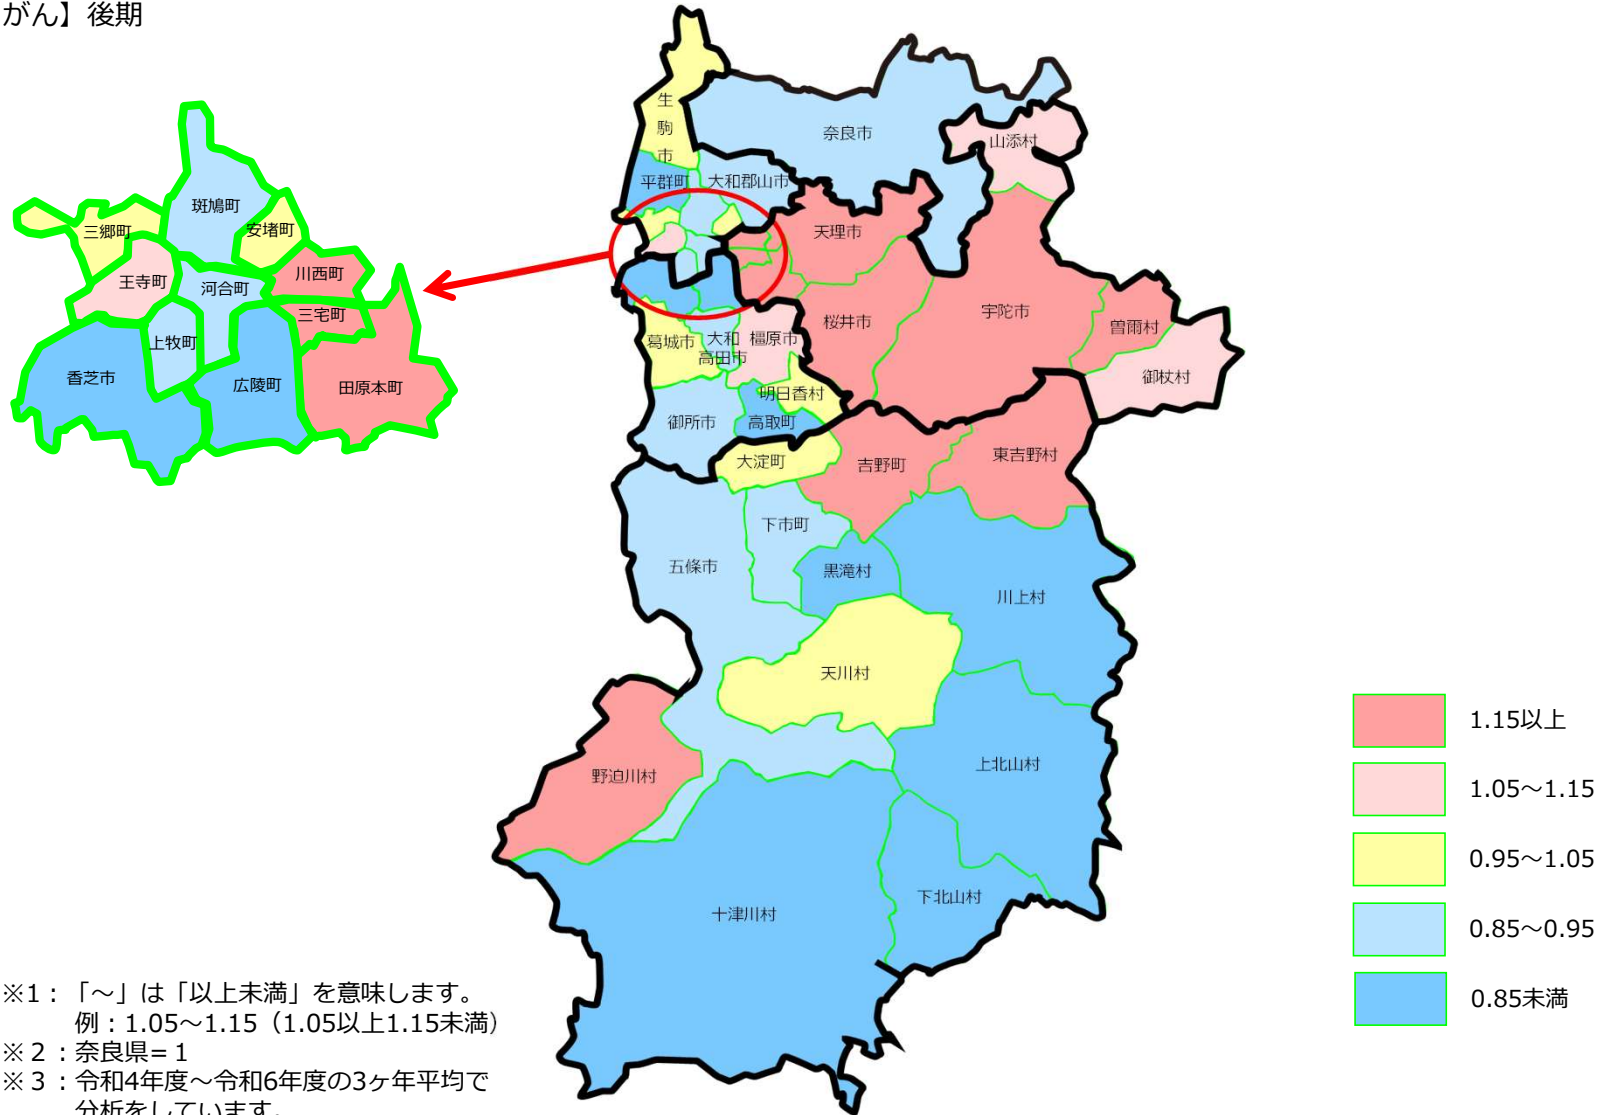 がん】後期
生駒市
奈良市
山添村
平群町
大和郡山市
天理市
桜井市
宇陀市
曽爾村
御杖村
葛城市
大和
高田市
橿原市
明日香村
御所市
高取町
大淀町
吉野町
東吉野村
下市町
五條市
黒滝村
川上村
天川村
野迫川村
上北山村
十津川村
下北山村
斑鳩町
三郷町
安堵町
王寺町
河合町
川西町
三宅町
上牧町
香芝市
広陵町
田原本町
1.15以上
1.05～1.15
0.95～1.05
0.85～0.95
0.85未満
※1：「～」は「以上未満」を意味します。
例：1.05～1.15（1.05以上1.15未満）
※２：奈良県＝１
※３：令和4年度～令和6年度の3ヶ年平均で
分析をしています。